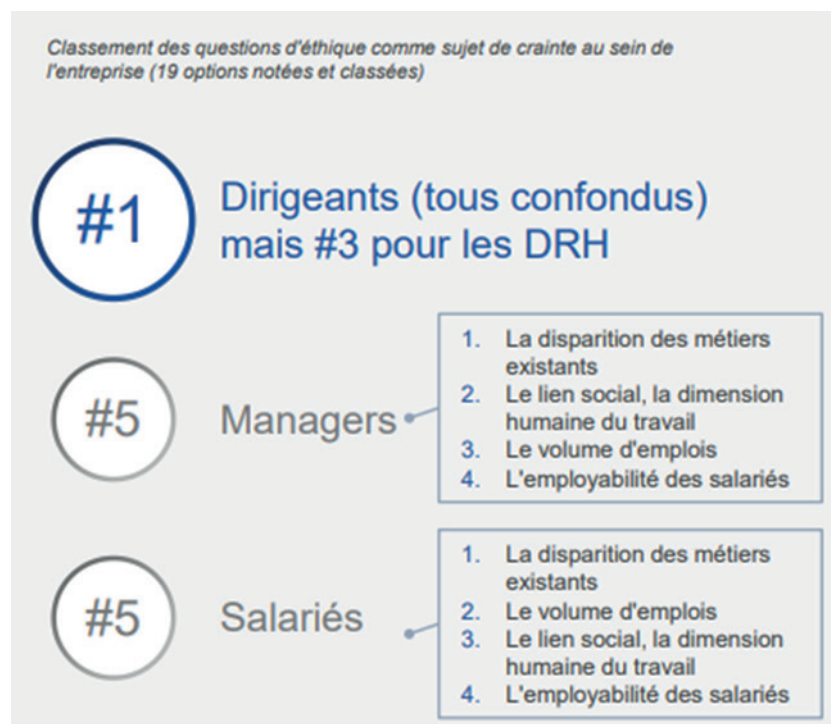 Classement des questions d'éthique comme sujet de crainte au sein de
l'entreprise (19 options notées et classées)
#1
Dirigeants (tous confondus)
mais #3 pour les DRH
#5
Managers
1. La disparition des métiers
existants
2. Le lien social, la dimension
humaine du travail
3. Le volume d'emplois
4. L'employabilité des salariés
#5
Salariés
1. La disparition des métiers
existants
2. Le volume d'emplois
3. Le lien social, la dimension
humaine du travail
4. L'employabilité des salariés